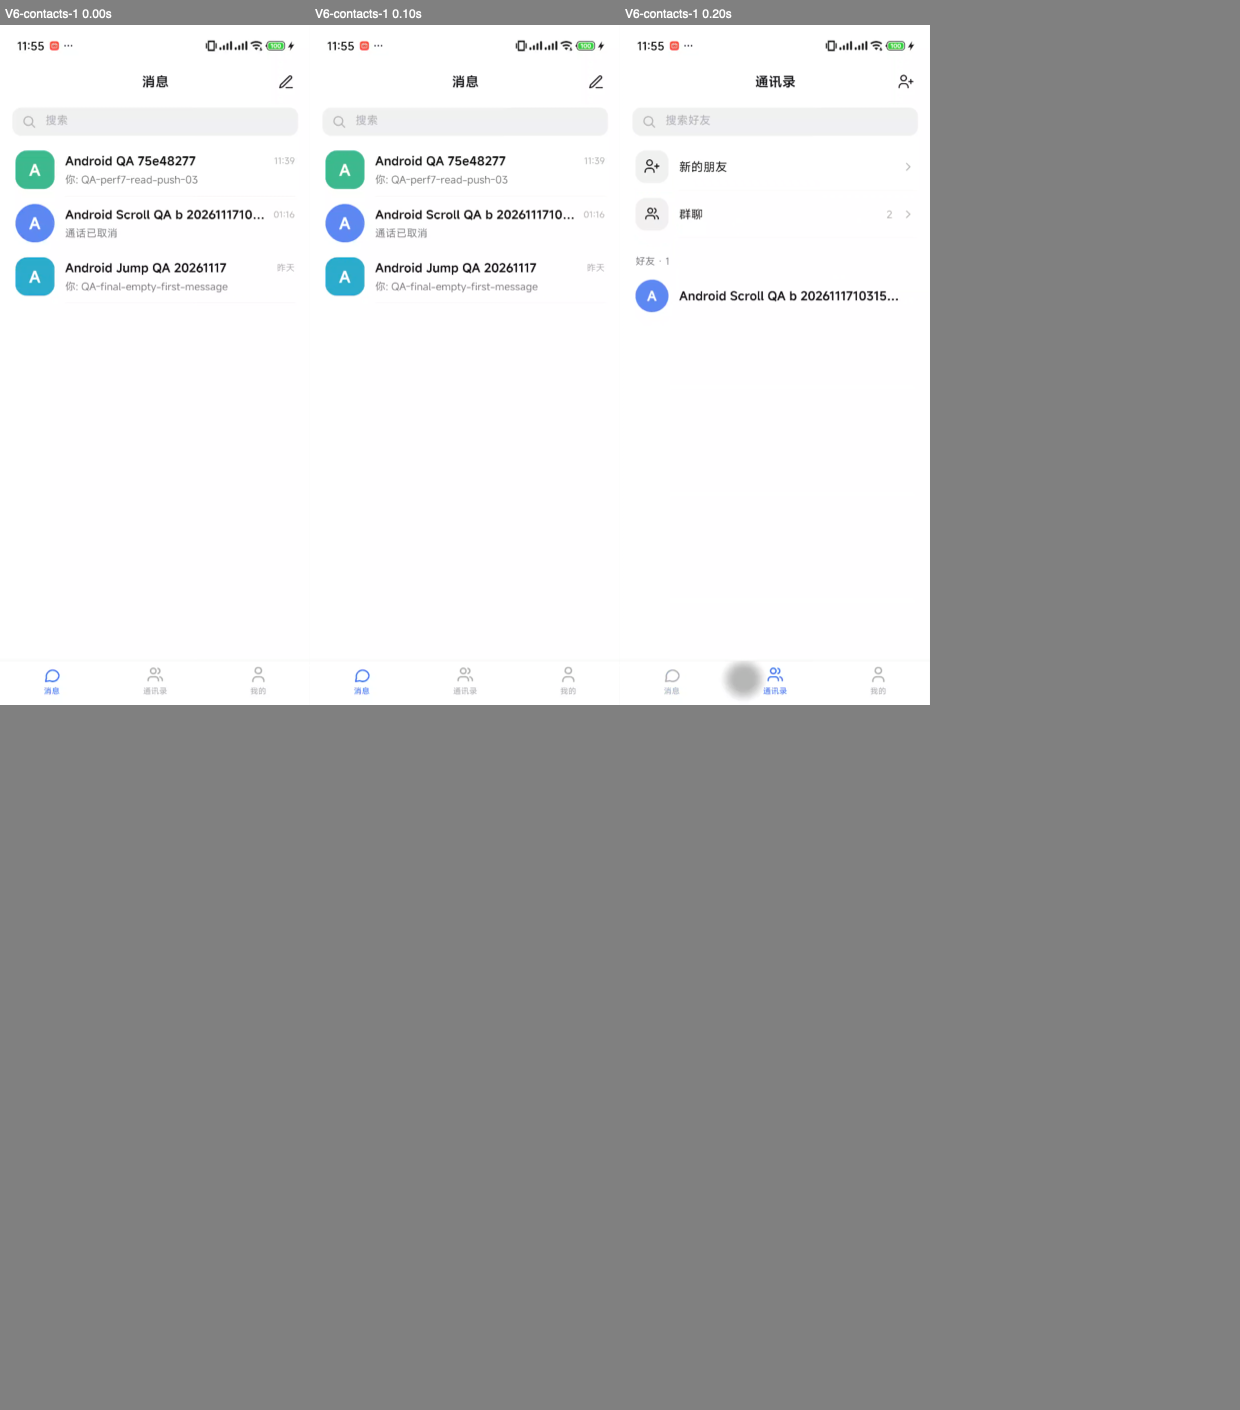 V6-contacts-1 0.00s
11:55 ···
100
消息
搜索
A
Android QA 75e48277
11:39
你: QA-perf7-read-push-03
A
Android Scroll QA b 2026111710...
01:16
通话已取消
A
Android Jump QA 20261117
昨天
你: QA-final-empty-first-message
消息
通讯录
我的
V6-contacts-1 0.10s
11:55 ···
100
消息
搜索
A
Android QA 75e48277
11:39
你: QA-perf7-read-push-03
A
Android Scroll QA b 2026111710...
01:16
通话已取消
A
Android Jump QA 20261117
昨天
你: QA-final-empty-first-message
消息
通讯录
我的
V6-contacts-1 0.20s
11:55 ···
100
通讯录
搜索好友
新的朋友
群聊
2
好友 · 1
A
Android Scroll QA b 2026111710315...
消息
通讯录
我的